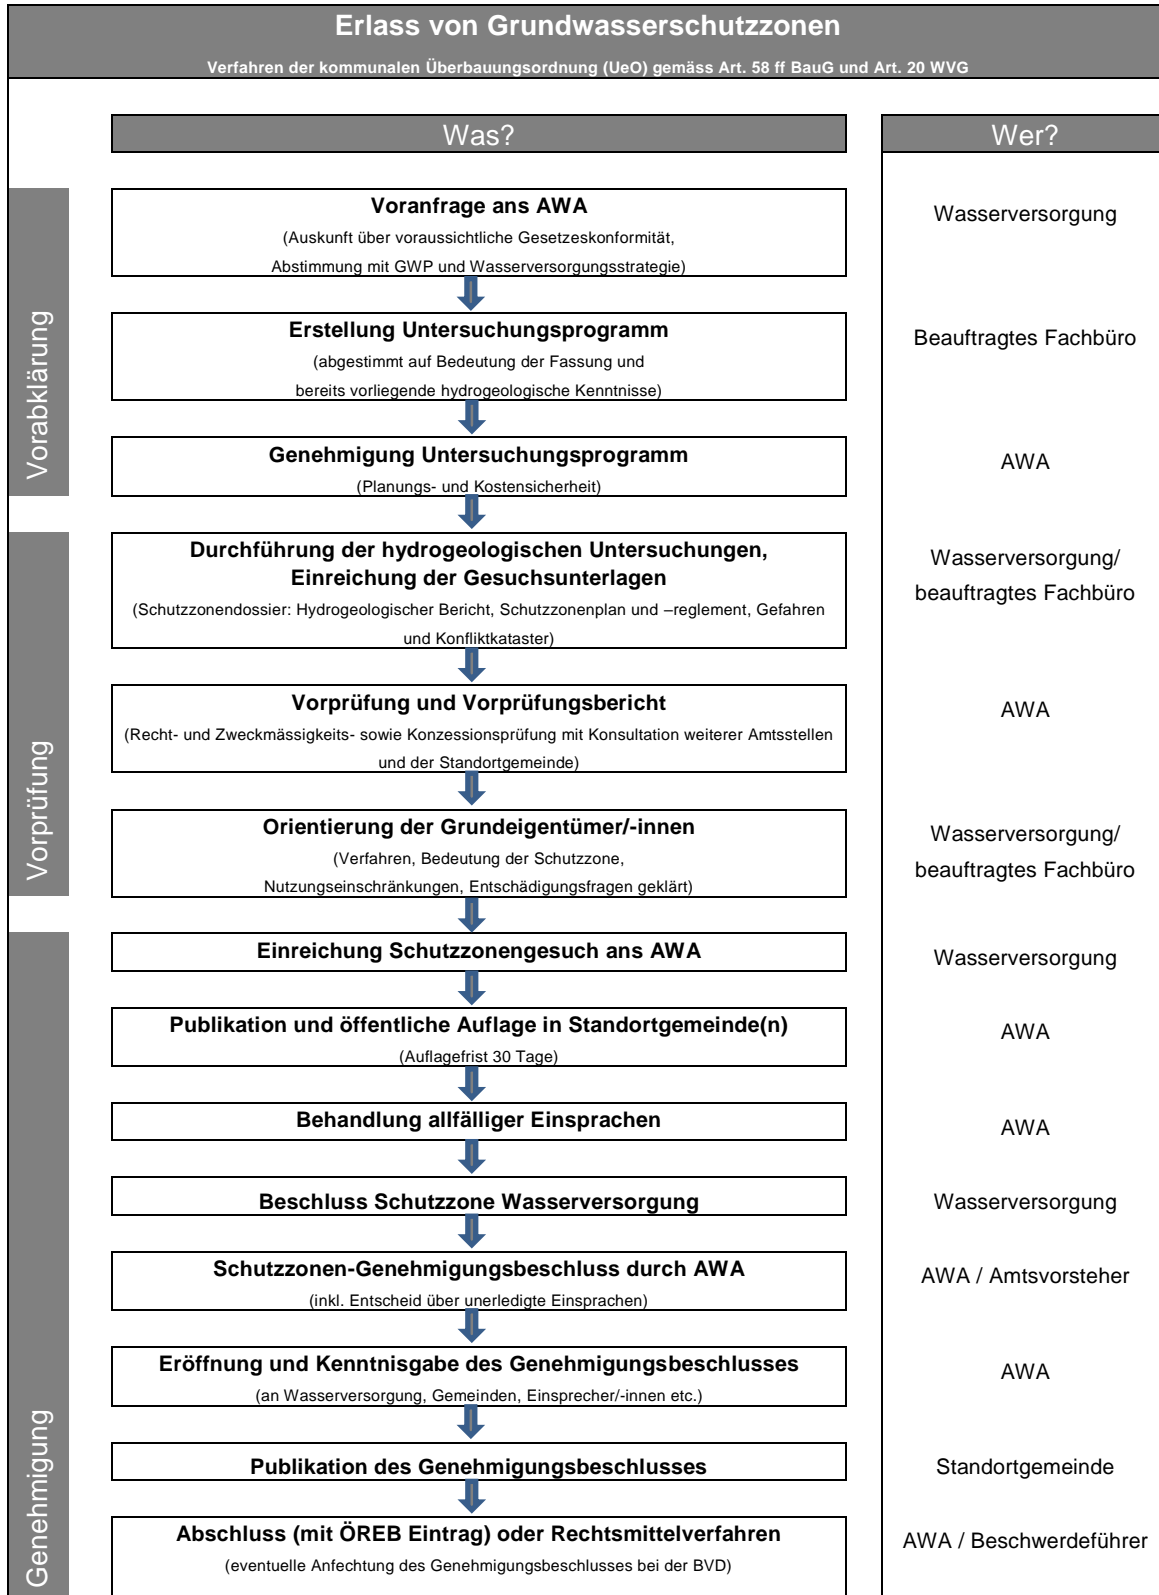 Erlass von Grundwasserschutzzonen
Verfahren der kommunalen Überbauungsordnung (UeO) gemäss Art. 58 ff BauG und Art. 20 WVG
Was?
Wer?
Vorabklärung
Voranfrage ans AWA
(Auskunft über voraussichtliche Gesetzeskonformität,
Abstimmung mit GWP und Wasserversorgungsstrategie)
Wasserversorgung
Erstellung Untersuchungsprogramm
(abgestimmt auf Bedeutung der Fassung und
bereits vorliegende hydrogeologische Kenntnisse)
Beauftragtes Fachbüro
Genehmigung Untersuchungsprogramm
(Planungs- und Kostensicherheit)
AWA
Vorprüfung
Durchführung der hydrogeologischen Untersuchungen,
Einreichung der Gesuchsunterlagen
(Schutzzonendossier: Hydrogeologischer Bericht, Schutzzonenplan und –reglement, Gefahren
und Konfliktkataster)
Wasserversorgung/
beauftragtes Fachbüro
Vorprüfung und Vorprüfungsbericht
(Recht- und Zweckmässigkeits- sowie Konzessionsprüfung mit Konsultation weiterer Amtsstellen
und der Standortgemeinde)
AWA
Orientierung der Grundeigentümer/-innen
(Verfahren, Bedeutung der Schutzzone,
Nutzungseinschränkungen, Entschädigungsfragen geklärt)
Wasserversorgung/
beauftragtes Fachbüro
Genehmigung
Einreichung Schutzzonengesuch ans AWA
Wasserversorgung
Publikation und öffentliche Auflage in Standortgemeinde(n)
(Auflagefrist 30 Tage)
AWA
Behandlung allfälliger Einsprachen
AWA
Beschluss Schutzzone Wasserversorgung
Wasserversorgung
Schutzzonen-Genehmigungsbeschluss durch AWA
(inkl. Entscheid über unerledigte Einsprachen)
AWA / Amtsvorsteher
Eröffnung und Kenntnisgabe des Genehmigungsbeschlusses
(an Wasserversorgung, Gemeinden, Einsprecher/-innen etc.)
AWA
Publikation des Genehmigungsbeschlusses
Standortgemeinde
Abschluss (mit ÖREB Eintrag) oder Rechtsmittelverfahren
(eventuelle Anfechtung des Genehmigungsbeschlusses bei der BVD)
AWA / Beschwerdeführer